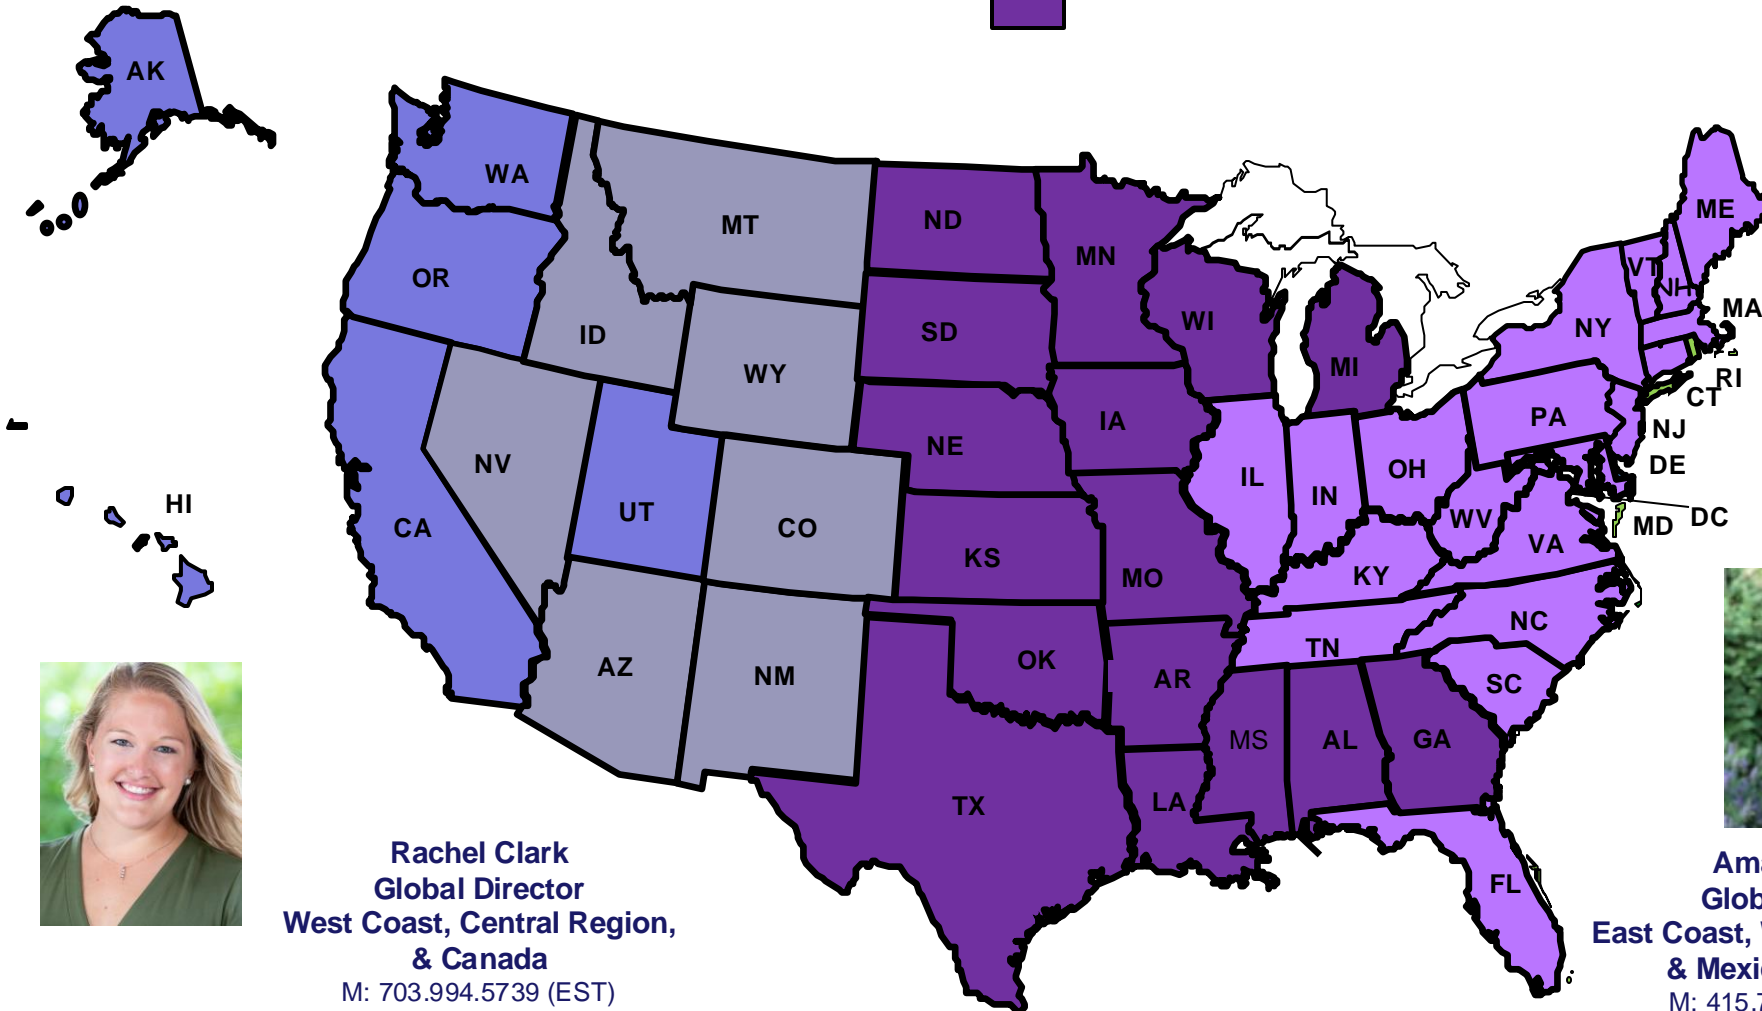 AK
WA
MT
ND
MN
ME
VT
NH
OR
ID
SD
WI
NY
MA
WY
MI
RI
CT
NE
IA
PA
NJ
NV
IL
IN
OH
DE
HI
CA
UT
CO
KS
MO
WV
MD
DC
VA
KY
NC
AZ
NM
OK
AR
TN
SC
MS
AL
GA
TX
LA
FL
Rachel Clark
Global Director
West Coast, Central Region,
& Canada
M: 703.994.5739 (EST)
East Coast,
&
M: 415.